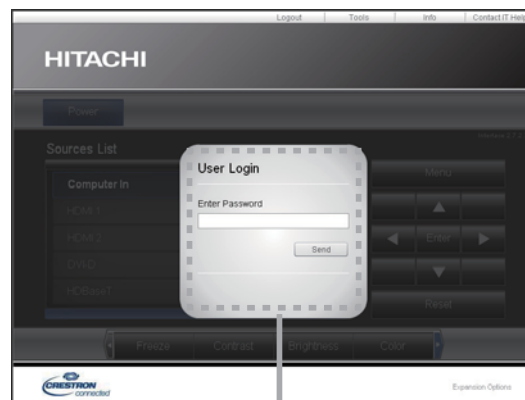 Logout Tools Info Contact IT Help
HITACHI
Power
Sources List
User Login
Computer In
Menu
Enter Password
HDMI 1
HDMI 2
Send
Enter
DVI-D
HDBaseT
Reset
Freeze Contrast Brightness Color
CRESTRON
connected
Expansion Options